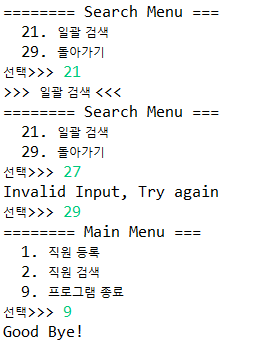 ======== Search Menu ===
  21. 일괄 검색
  29. 돌아가기
선택>>> 21
>>> 일괄 검색 <<<
======== Search Menu ===
  21. 일괄 검색
  29. 돌아가기
선택>>> 27
Invalid Input, Try again
선택>>> 29
======== Main Menu ===
  1. 직원 등록
  2. 직원 검색
  9. 프로그램 종료
선택>>> 9
Good Bye!